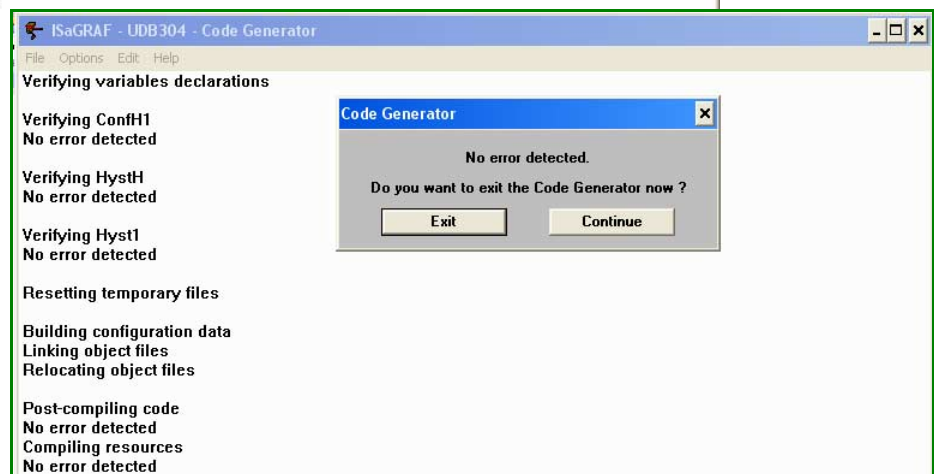 ISaGRAF - UDB304 - Code Generator
File Options Edit Help
Verifying variables declarations
Verifying ConfH1
No error detected
Verifying HystH
No error detected
Verifying Hyst1
No error detected
Resetting temporary files
Building configuration data
Linking object files
Relocating object files
Post-compiling code
No error detected
Compiling resources
No error detected
Code Generator
No error detected.
Do you want to exit the Code Generator now ?
Exit Continue